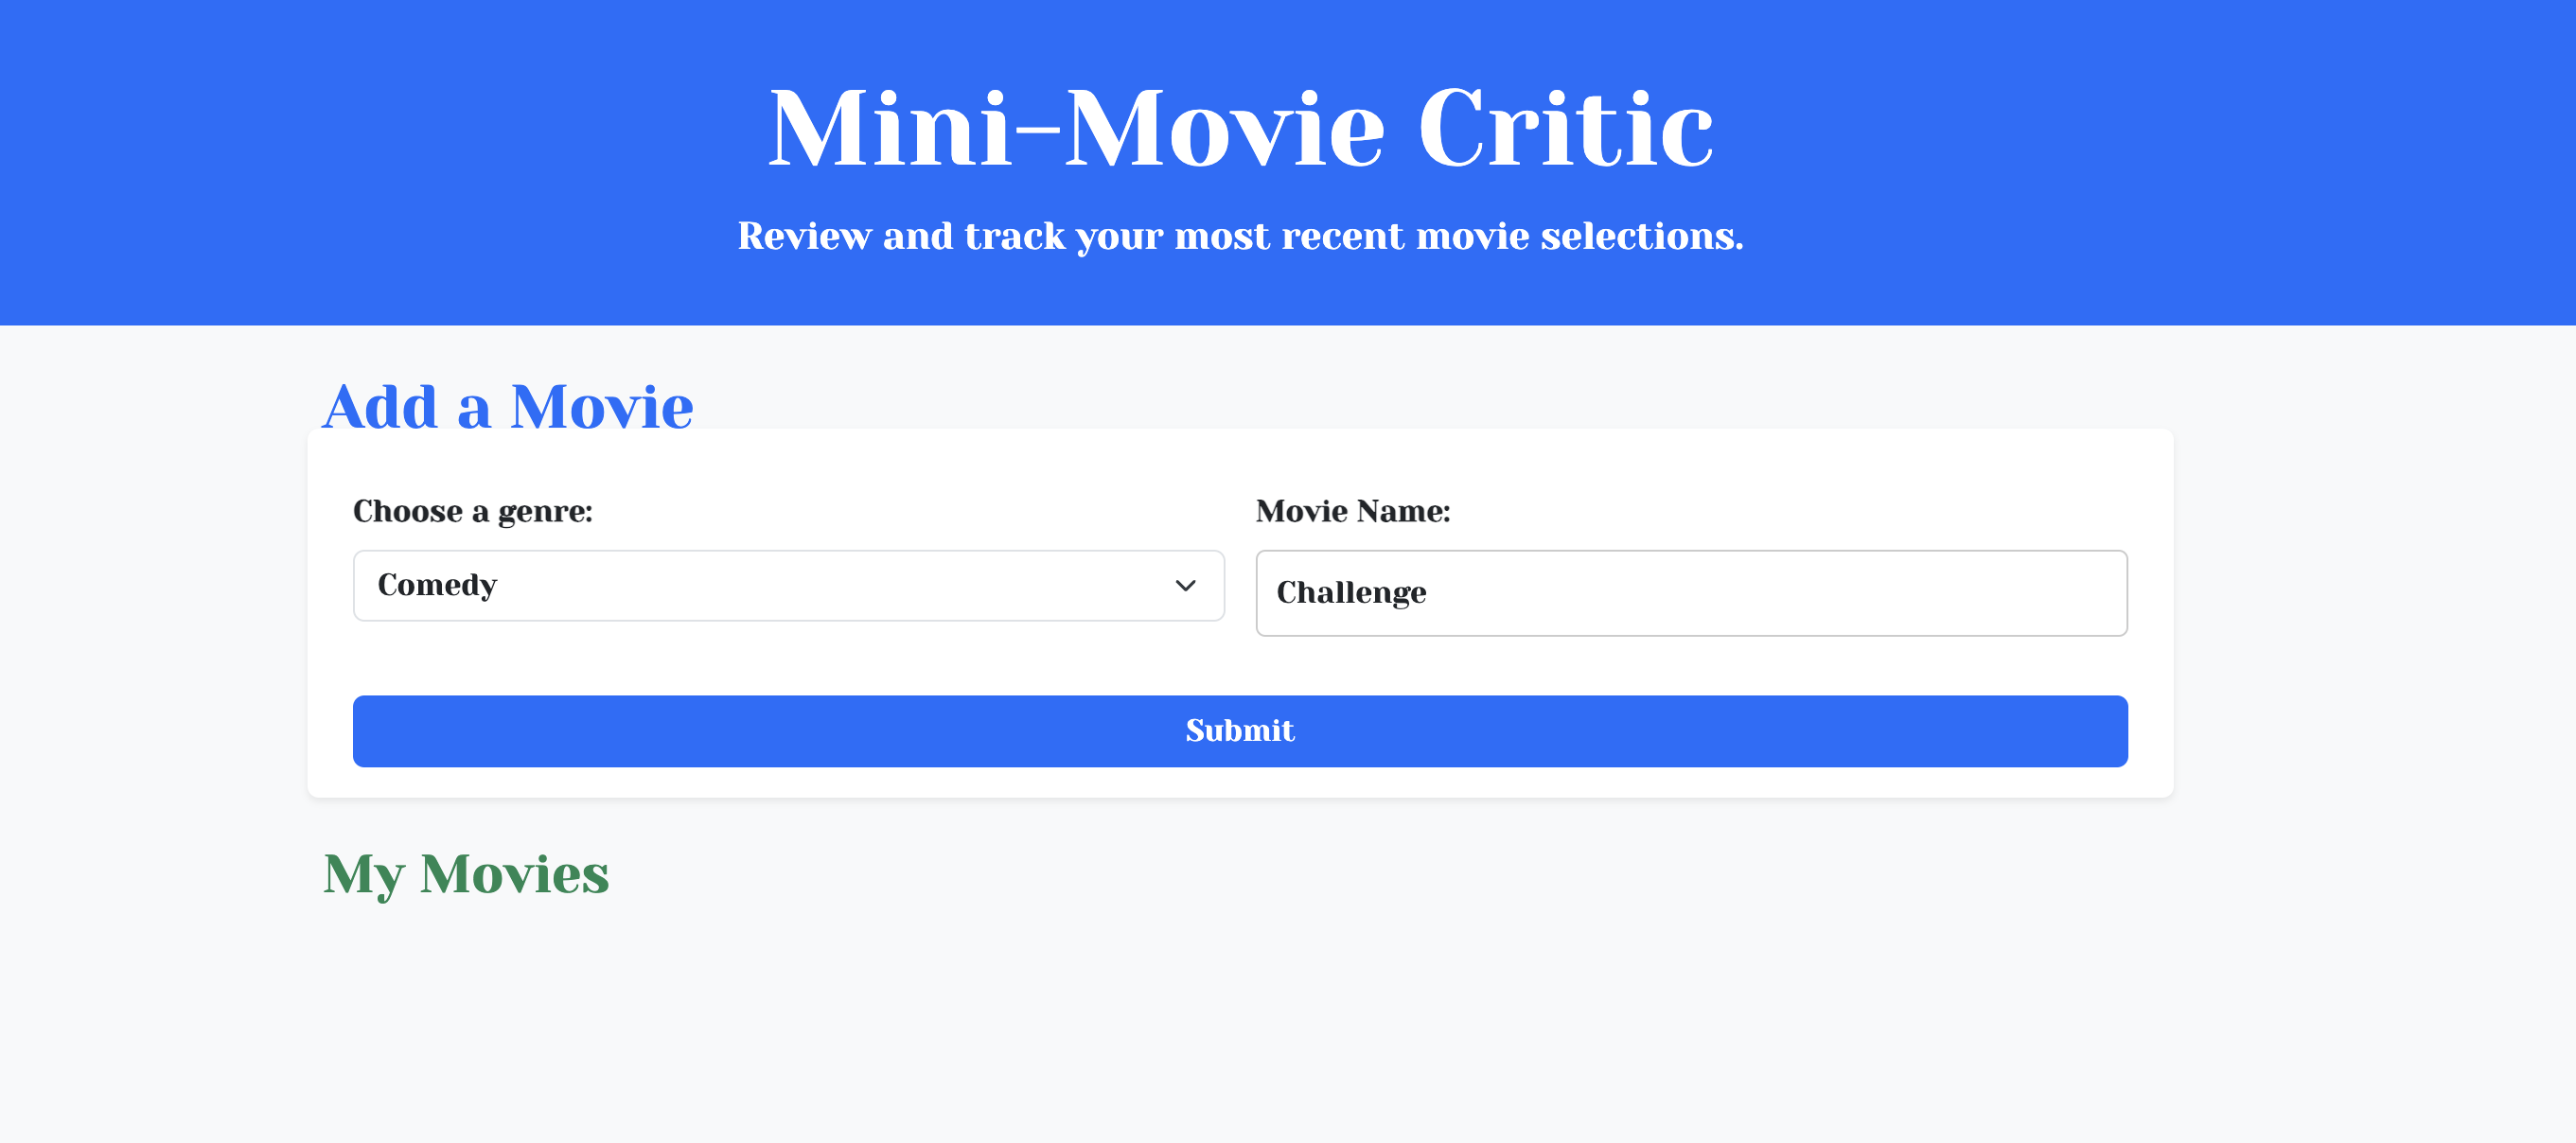 Mini-Movie Critic
Review and track your most recent movie selections.
Add a Movie
Choose a genre:
Movie Name:
Comedy
Challenge
Submit
My Movies